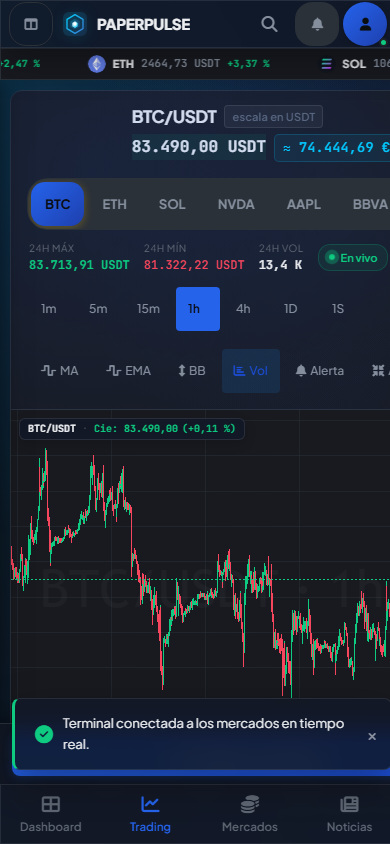 PAPERPULSE
+2,47 % ETH 2464,73 USDT +3,37 % SOL 106
BTC/USDT escala en USDT
83.490,00 USDT ≈ 74.444,69 €
BTC ETH SOL NVDA AAPL BBVA
24H MÁX 24H MÍN 24H VOL
83.713,91 USDT 81.322,22 USDT 13,4 K En vivo
1m 5m 15m 1h 4h 1D 1S
MA EMA BB Vol Alerta
BTC/USDT · Cie: 83.490,00 (+0,11 %)
Terminal conectada a los mercados en tiempo
real. ×
Dashboard Trading Mercados Noticias